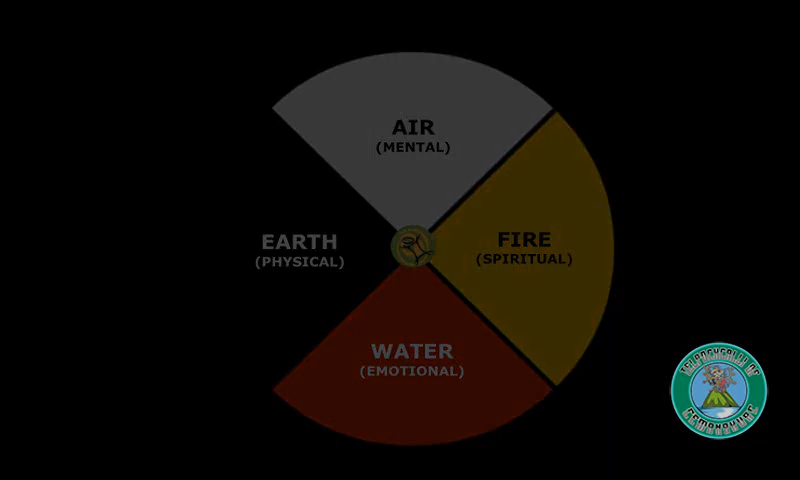 AIR
(MENTAL)
EARTH
(PHYSICAL)
FIRE
(SPIRITUAL)
WATER
(EMOTIONAL)